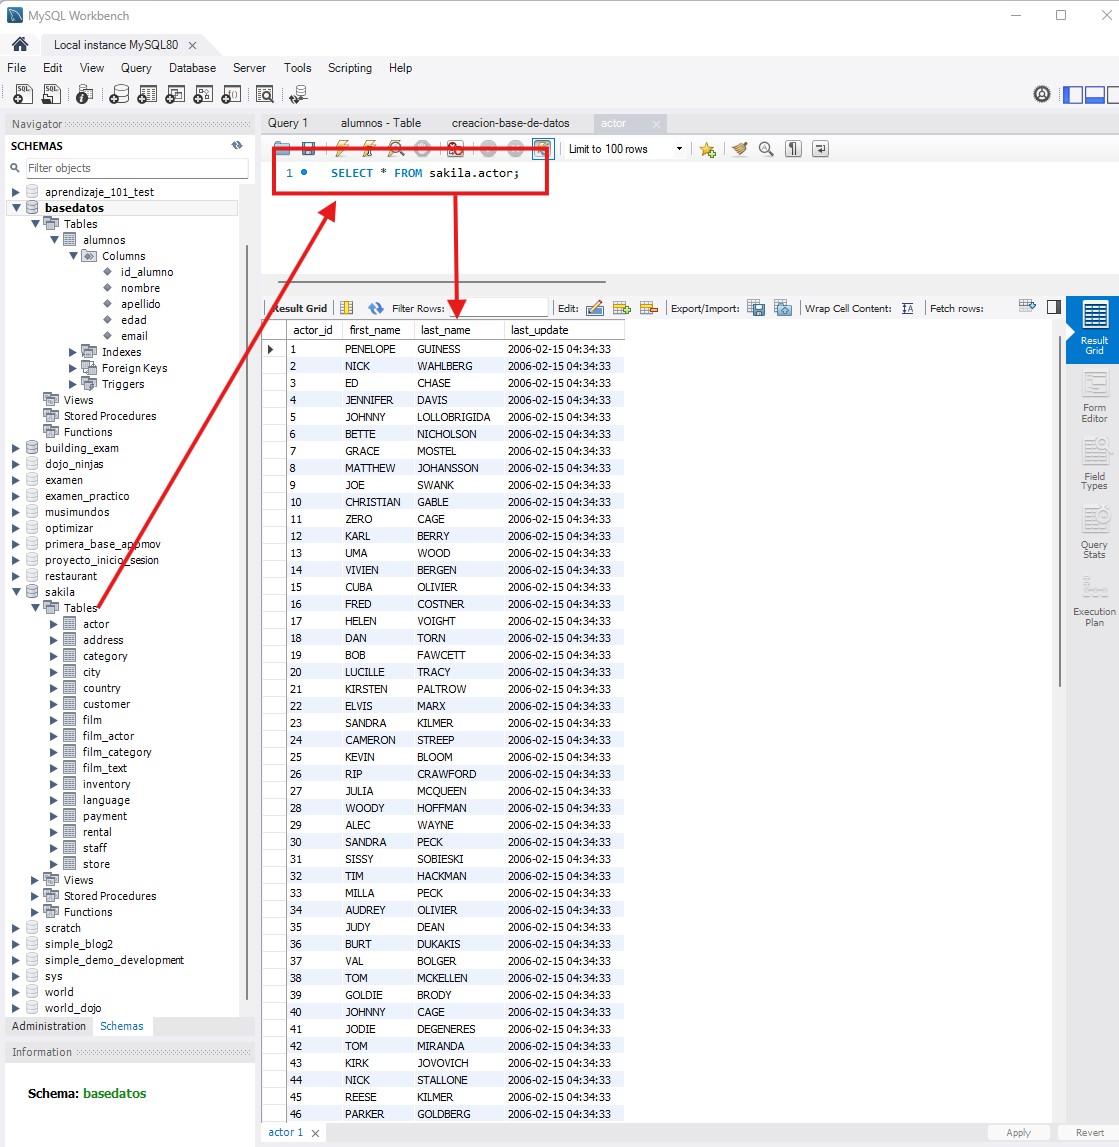 MySQL Workbench
Local instance MySQL80
File Edit View Query Database Server Tools Scripting Help
Navigator
SCHEMAS
Filter objects
aprendizaje_101_test
basedatos
Tables
alumnos
Columns
id_alumno
nombre
apellido
edad
email
Indexes
Foreign Keys
Triggers
Views
Stored Procedures
Functions
building_exam
dojo_ninjas
examen
examen_practico
musimundos
optimizar
primera_base_appmov
proyecto_inicio_sesion
restaurant
sakila
Tables
actor
address
category
city
country
customer
film
film_actor
film_category
film_text
inventory
language
payment
rental
staff
store
Views
Stored Procedures
Functions
scratch
simple_blog2
simple_demo_development
sys
world
world_dojo
Administration Schemas
Information
Schema: basedatos
Query 1 alumnos - Table creacion-base-de-datos actor
Limit to 100 rows
1 SELECT * FROM sakila.actor;
Result Grid Filter Rows: Edit: Export/Import: Wrap Cell Content: Fetch rows:
actor_id first_name last_name last_update
1 PENELOPE GUINESS 2006-02-15 04:34:33
2 NICK WAHLBERG 2006-02-15 04:34:33
3 ED CHASE 2006-02-15 04:34:33
4 JENNIFER DAVIS 2006-02-15 04:34:33
5 JOHNNY LOLLOBRIGIDA 2006-02-15 04:34:33
6 BETTE NICHOLSON 2006-02-15 04:34:33
7 GRACE MOSTEL 2006-02-15 04:34:33
8 MATTHEW JOHANSSON 2006-02-15 04:34:33
9 JOE SWANK 2006-02-15 04:34:33
10 CHRISTIAN GABLE 2006-02-15 04:34:33
11 ZERO CAGE 2006-02-15 04:34:33
12 KARL BERRY 2006-02-15 04:34:33
13 UMA WOOD 2006-02-15 04:34:33
14 VIVIEN BERGEN 2006-02-15 04:34:33
15 CUBA OLIVIER 2006-02-15 04:34:33
16 FRED COSTNER 2006-02-15 04:34:33
17 HELEN VOIGHT 2006-02-15 04:34:33
18 DAN TORN 2006-02-15 04:34:33
19 BOB FAWCETT 2006-02-15 04:34:33
20 LUCILLE TRACY 2006-02-15 04:34:33
21 KIRSTEN PALTROW 2006-02-15 04:34:33
22 ELVIS MARX 2006-02-15 04:34:33
23 SANDRA KILMER 2006-02-15 04:34:33
24 CAMERON STREEP 2006-02-15 04:34:33
25 KEVIN BLOOM 2006-02-15 04:34:33
26 RIP CRAWFORD 2006-02-15 04:34:33
27 JULIA MCQUEEN 2006-02-15 04:34:33
28 WOODY HOFFMAN 2006-02-15 04:34:33
29 ALEC WAYNE 2006-02-15 04:34:33
30 SANDRA PECK 2006-02-15 04:34:33
31 SISSY SOBIESKI 2006-02-15 04:34:33
32 TIM HACKMAN 2006-02-15 04:34:33
33 MILLA PECK 2006-02-15 04:34:33
34 AUDREY OLIVIER 2006-02-15 04:34:33
35 JUDY DEAN 2006-02-15 04:34:33
36 BURT DUKAKIS 2006-02-15 04:34:33
37 VAL BOLGER 2006-02-15 04:34:33
38 TOM MCKELLEN 2006-02-15 04:34:33
39 GOLDIE BRODY 2006-02-15 04:34:33
40 JOHNNY CAGE 2006-02-15 04:34:33
41 JODIE DEGENERES 2006-02-15 04:34:33
42 TOM MIRANDA 2006-02-15 04:34:33
43 KIRK JOVOVICH 2006-02-15 04:34:33
44 NICK STALLONE 2006-02-15 04:34:33
45 REESE KILMER 2006-02-15 04:34:33
46 PARKER GOLDBERG 2006-02-15 04:34:33
Result
Grid
Form
Editor
Field
Types
Query
Stats
Execution
Plan
actor 1
Apply Revert